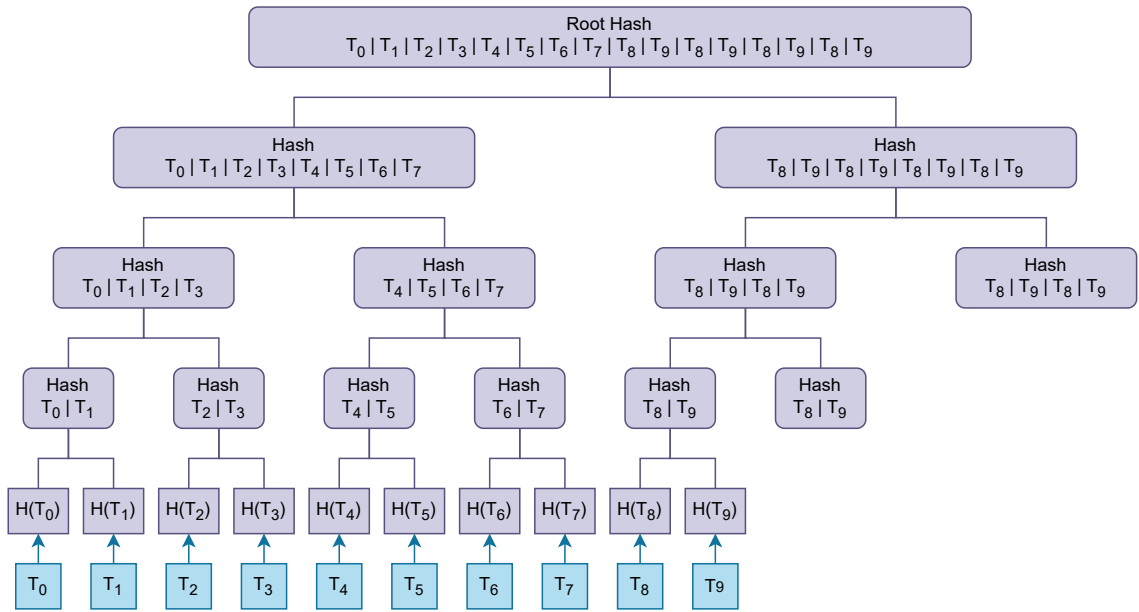 Root Hash
T₀ | T₁ | T₂ | T₃ | T₄ | T₅ | T₆ | T₇ | T₈ | T₉ | T₈ | T₉ | T₈ | T₉ | T₈ | T₉
Hash
T₀ | T₁ | T₂ | T₃ | T₄ | T₅ | T₆ | T₇
Hash
T₈ | T₉ | T₈ | T₉ | T₈ | T₉ | T₈ | T₉
Hash
T₀ | T₁ | T₂ | T₃
Hash
T₄ | T₅ | T₆ | T₇
Hash
T₈ | T₉ | T₈ | T₉
Hash
T₈ | T₉ | T₈ | T₉
Hash
T₀ | T₁
Hash
T₂ | T₃
Hash
T₄ | T₅
Hash
T₆ | T₇
Hash
T₈ | T₉
Hash
T₈ | T₉
H(T₀)
H(T₁)
H(T₂)
H(T₃)
H(T₄)
H(T₅)
H(T₆)
H(T₇)
H(T₈)
H(T₉)
T₀
T₁
T₂
T₃
T₄
T₅
T₆
T₇
T₈
T₉